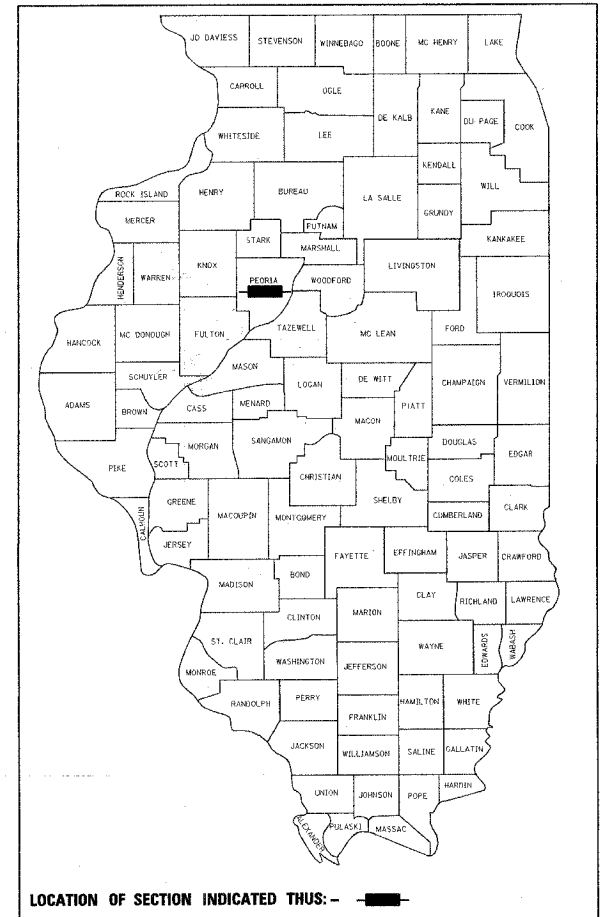 JO DAVIESS STEVENSON WINNEBAGO BOONE MC HENRY LAKE
CARROLL OGLE
DE KALB KANE DU PAGE COOK
WHITESIDE LEE
KENDALL WILL
ROCK ISLAND HENRY BUREAU LA SALLE GRUNDY
MERCER PUTNAM
STARK MARSHALL KANKAKEE
HENDERSON WARREN KNOX PEORIA WOODFORD LIVINGSTON IROQUOIS
HANCOCK MC DONOUGH FULTON TAZEWELL MC LEAN FORD
MASON
SCHUYLER LOGAN DE WITT CHAMPAIGN VERMILION
ADAMS BROWN CASS MENARD PIATT
MACON
MORGAN SANGAMON DOUGLAS EDGAR
PIKE SCOTT CHRISTIAN MOULTRIE COLES
SHELBY
GREENE MACOUPIN MONTGOMERY CUMBERLAND CLARK
CALHOUN
JERSEY FAYETTE EFFINGHAM JASPER CRAWFORD
MADISON BOND
CLAY RICHLAND LAWRENCE
CLINTON MARION
ST. CLAIR WAYNE EDWARDS WABASH
MONROE WASHINGTON JEFFERSON
RANDOLPH PERRY HAMILTON WHITE
FRANKLIN
JACKSON WILLIAMSON SALINE GALLATIN
UNION JOHNSON POPE HARDIN
ALEXANDER PULASKI MASSAC
LOCATION OF SECTION INDICATED THUS: -